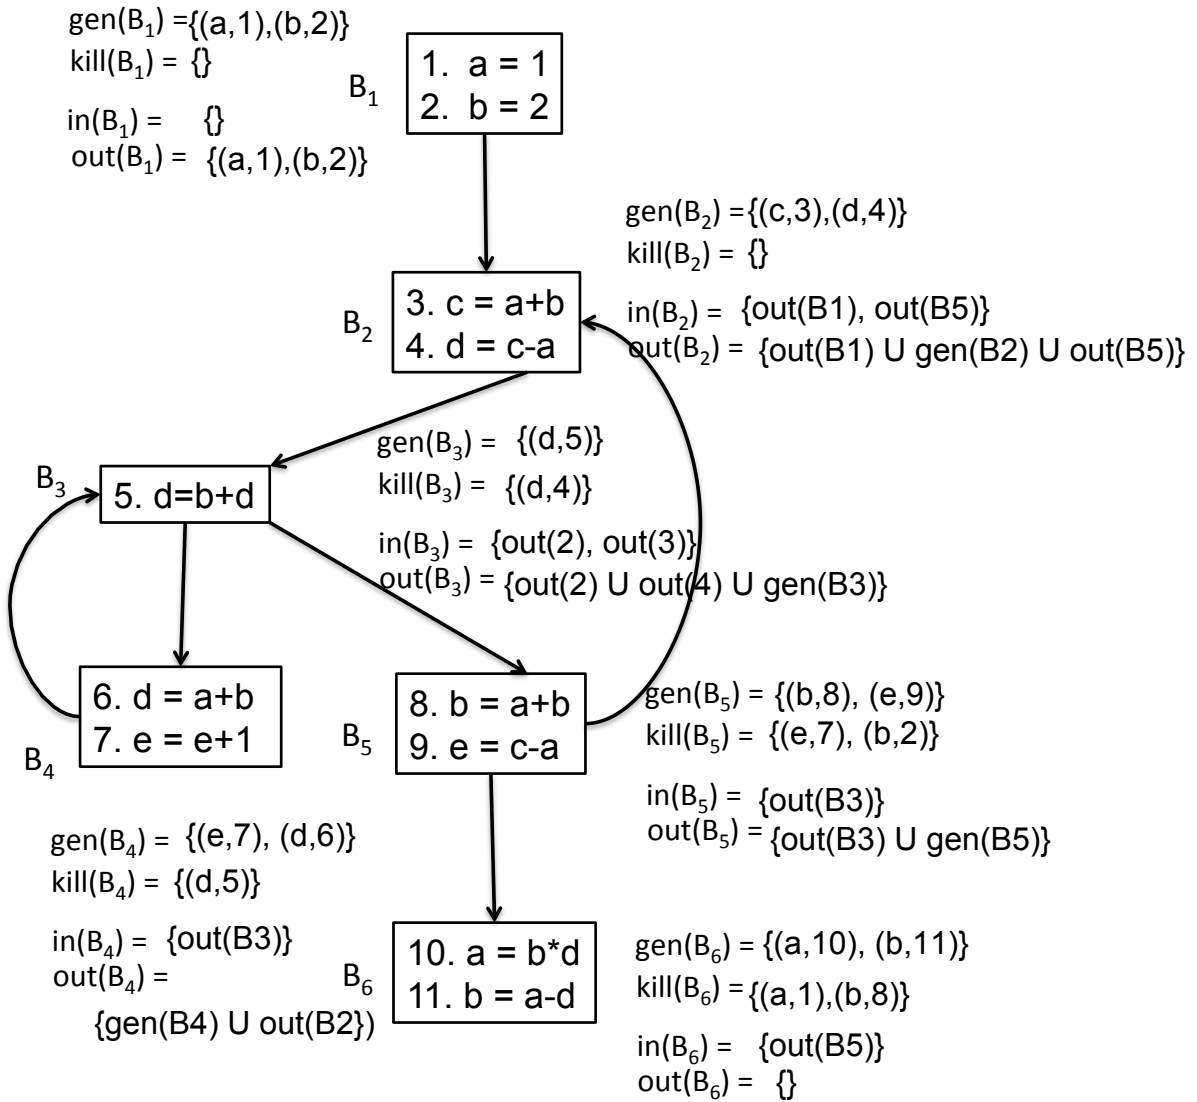 gen(B₁) ={(a,1),(b,2)}
kill(B₁) = {}
in(B₁) = {}
out(B₁) = {(a,1),(b,2)}
B₁
1. a = 1
2. b = 2
gen(B₂) ={(c,3),(d,4)}
kill(B₂) = {}
in(B₂) = {out(B1), out(B5)}
out(B₂) = {out(B1) U gen(B2) U out(B5)}
B₂
3. c = a+b
4. d = c-a
gen(B₃) = {(d,5)}
kill(B₃) = {(d,4)}
in(B₃) = {out(2), out(3)}
out(B₃) = {out(2) U out(4) U gen(B3)}
B₃
5. d=b+d
6. d = a+b
7. e = e+1
B₄
8. b = a+b
9. e = c-a
B₅
gen(B₅) = {(b,8), (e,9)}
kill(B₅) = {(e,7), (b,2)}
in(B₅) = {out(B3)}
out(B₅) = {out(B3) U gen(B5)}
gen(B₄) = {(e,7), (d,6)}
kill(B₄) = {(d,5)}
in(B₄) = {out(B3)}
out(B₄) =
{gen(B4) U out(B2})
B₆
10. a = b*d
11. b = a-d
gen(B₆) = {(a,10), (b,11)}
kill(B₆) = {(a,1),(b,8)}
in(B₆) = {out(B5)}
out(B₆) = {}